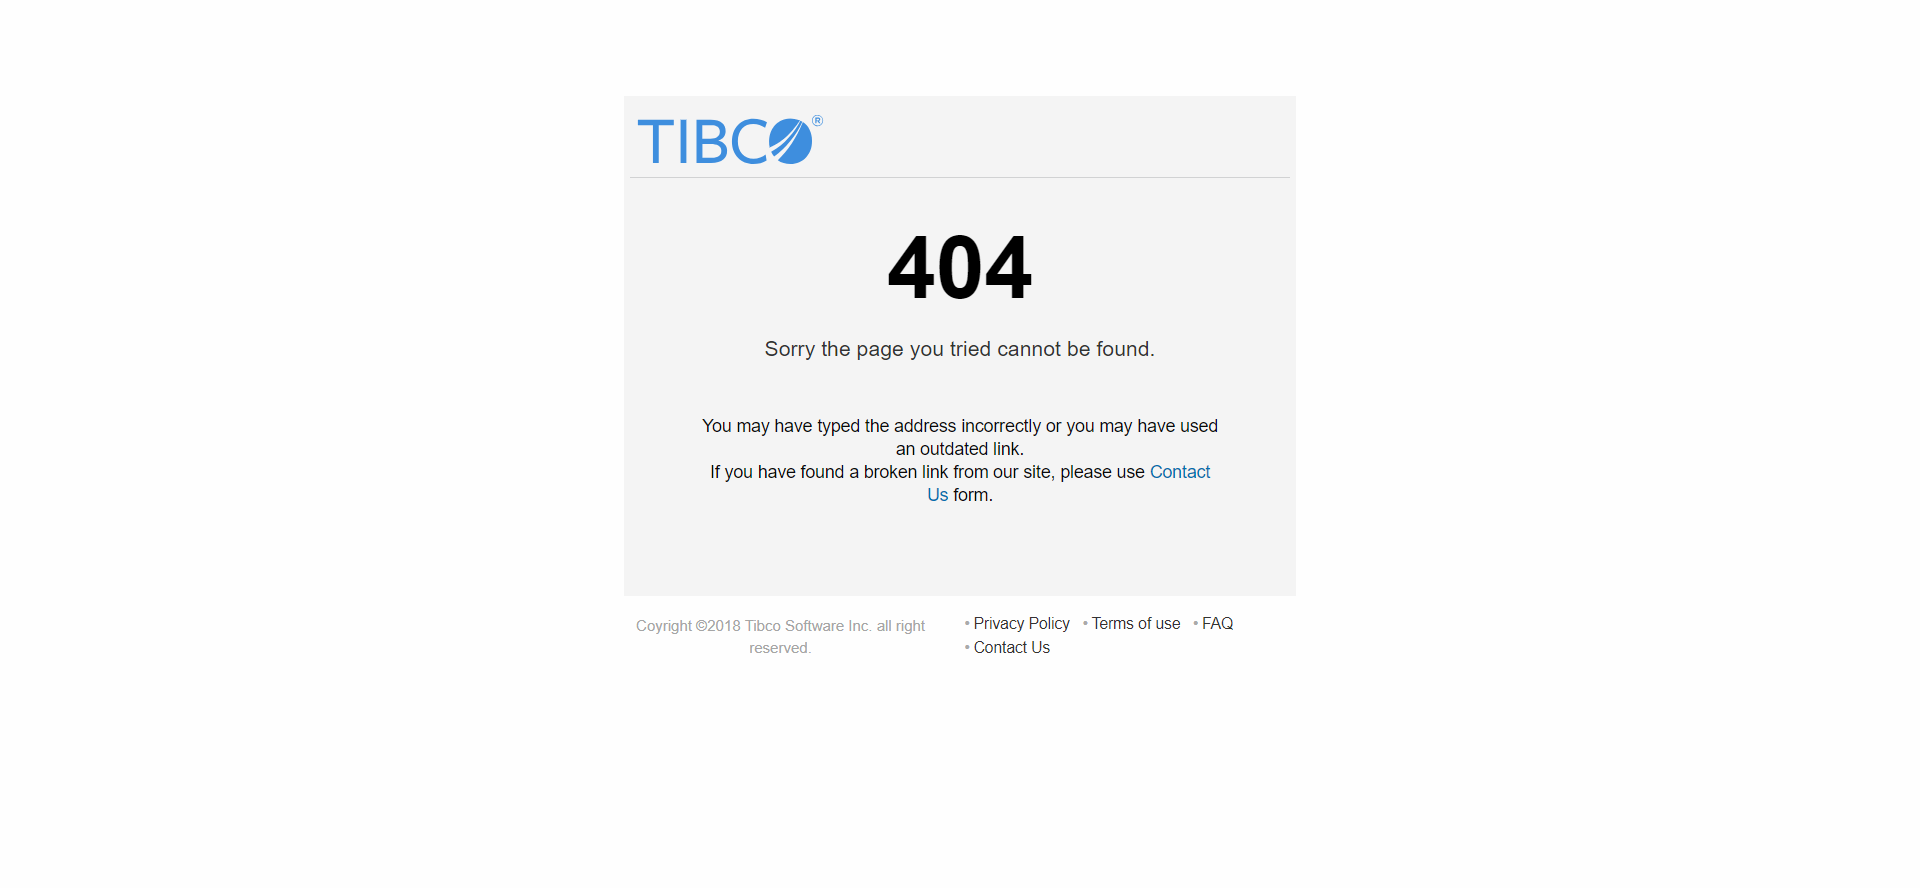 TIBCO®
404
Sorry the page you tried cannot be found.
You may have typed the address incorrectly or you may have used
an outdated link.
If you have found a broken link from our site, please use Contact
Us form.
Coyright ©2018 Tibco Software Inc. all right
reserved.
• Privacy Policy • Terms of use • FAQ
• Contact Us